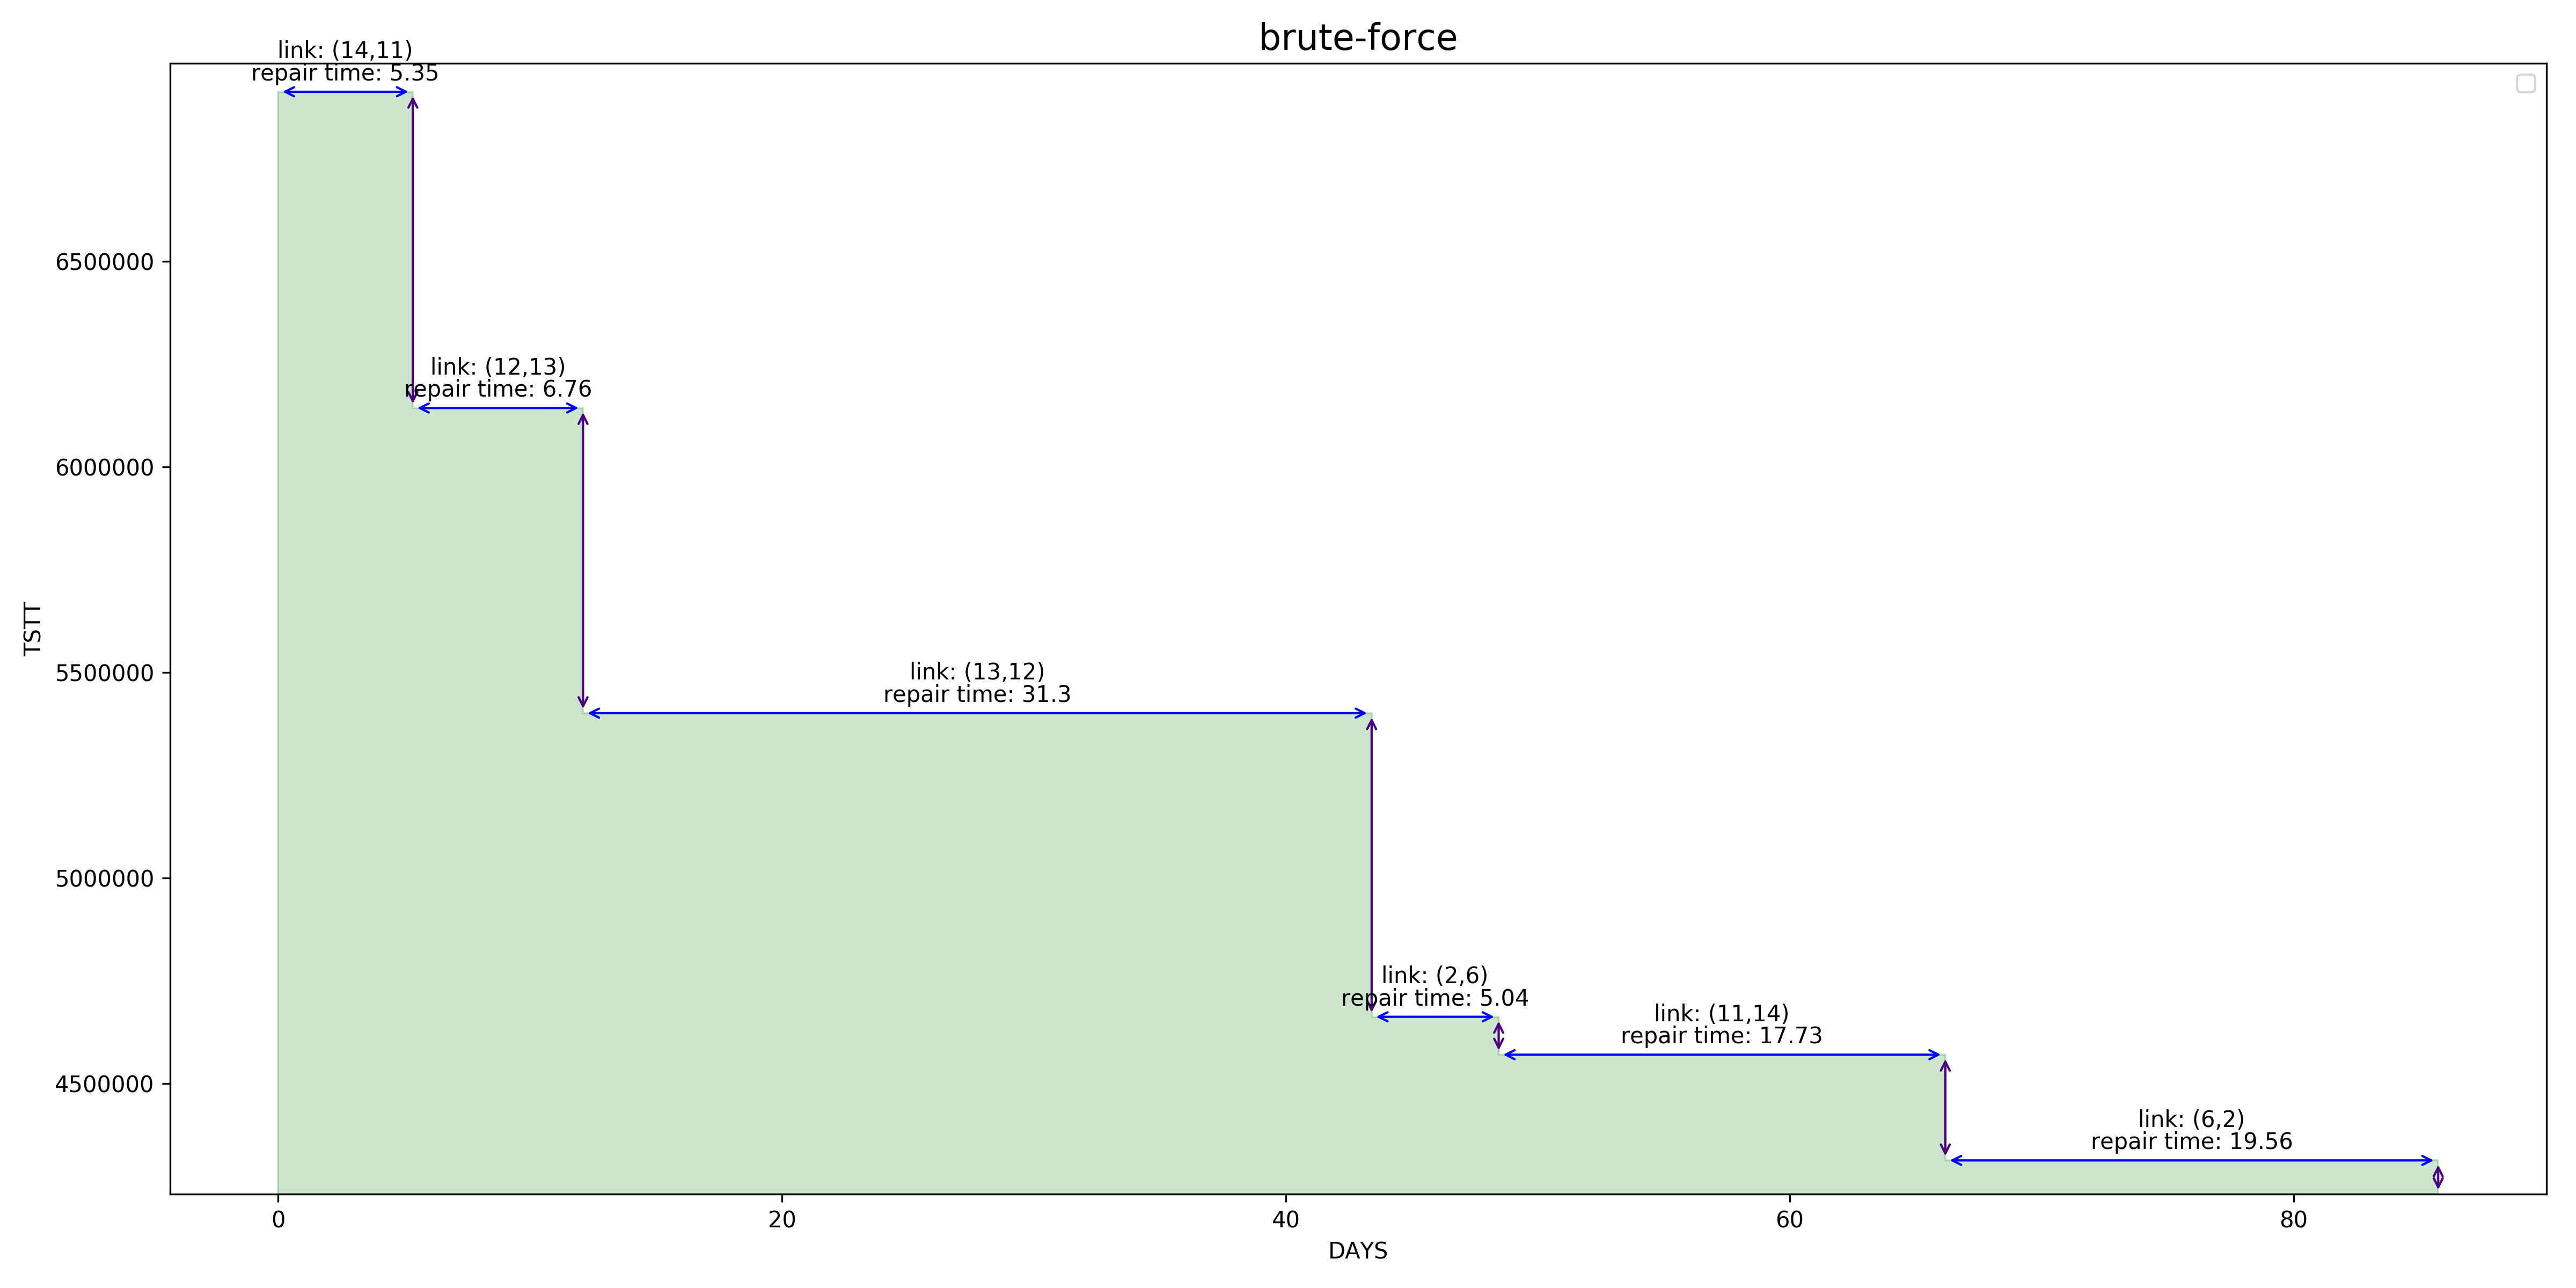 brute-force
link: (14,11)
repair time: 5.35
6500000
link: (12,13)
repair time: 6.76
6000000
5500000
link: (13,12)
repair time: 31.3
TSTT
5000000
link: (2,6)
repair time: 5.04
link: (11,14)
repair time: 17.73
4500000
link: (6,2)
repair time: 19.56
0 20 40 60 80
DAYS